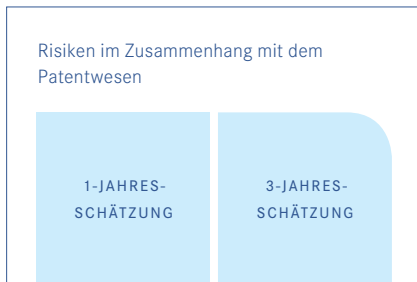 Risiken im Zusammenhang mit dem
Patentwesen
1-JAHRES-
SCHÄTZUNG
3-JAHRES-
SCHÄTZUNG